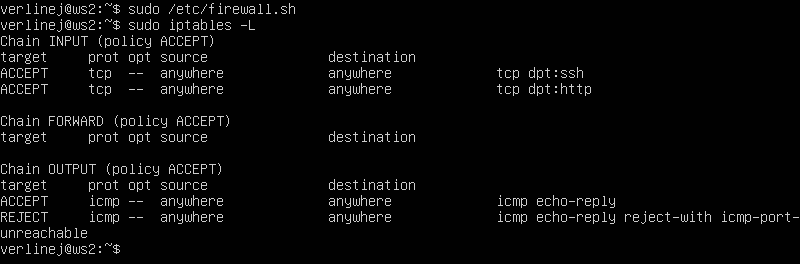 verlinej@ws2:~$ sudo /etc/firewall.sh
verlinej@ws2:~$ sudo iptables -L
Chain INPUT (policy ACCEPT)
target     prot opt source               destination
ACCEPT     tcp  --  anywhere             anywhere             tcp dpt:ssh
ACCEPT     tcp  --  anywhere             anywhere             tcp dpt:http

Chain FORWARD (policy ACCEPT)
target     prot opt source               destination

Chain OUTPUT (policy ACCEPT)
target     prot opt source               destination
ACCEPT     icmp --  anywhere             anywhere             icmp echo-reply
REJECT     icmp --  anywhere             anywhere             icmp echo-reply reject-with icmp-port-
unreachable
verlinej@ws2:~$